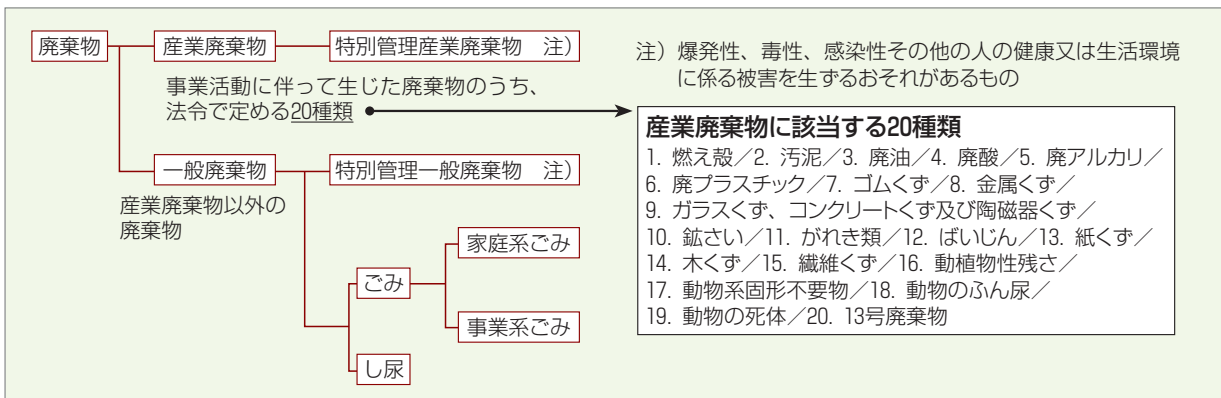 廃棄物
産業廃棄物
特別管理産業廃棄物 注）
事業活動に伴って生じた廃棄物のうち、
法令で定める20種類
一般廃棄物
特別管理一般廃棄物 注）
産業廃棄物以外の
廃棄物
ごみ
家庭系ごみ
事業系ごみ
し尿
注）爆発性、毒性、感染性その他の人の健康又は生活環境
に係る被害を生ずるおそれがあるもの
産業廃棄物に該当する20種類
1. 燃え殻／2. 汚泥／3. 廃油／4. 廃酸／5. 廃アルカリ／
6. 廃プラスチック／7. ゴムくず／8. 金属くず／
9. ガラスくず、コンクリートくず及び陶磁器くず／
10. 鉱さい／11. がれき類／12. ばいじん／13. 紙くず／
14. 木くず／15. 繊維くず／16. 動植物性残さ／
17. 動物系固形不要物／18. 動物のふん尿／
19. 動物の死体／20. 13号廃棄物